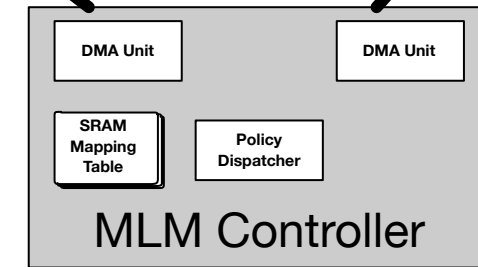 DMA Unit
DMA Unit
SRAM
Mapping
Table
Policy
Dispatcher
MLM Controller